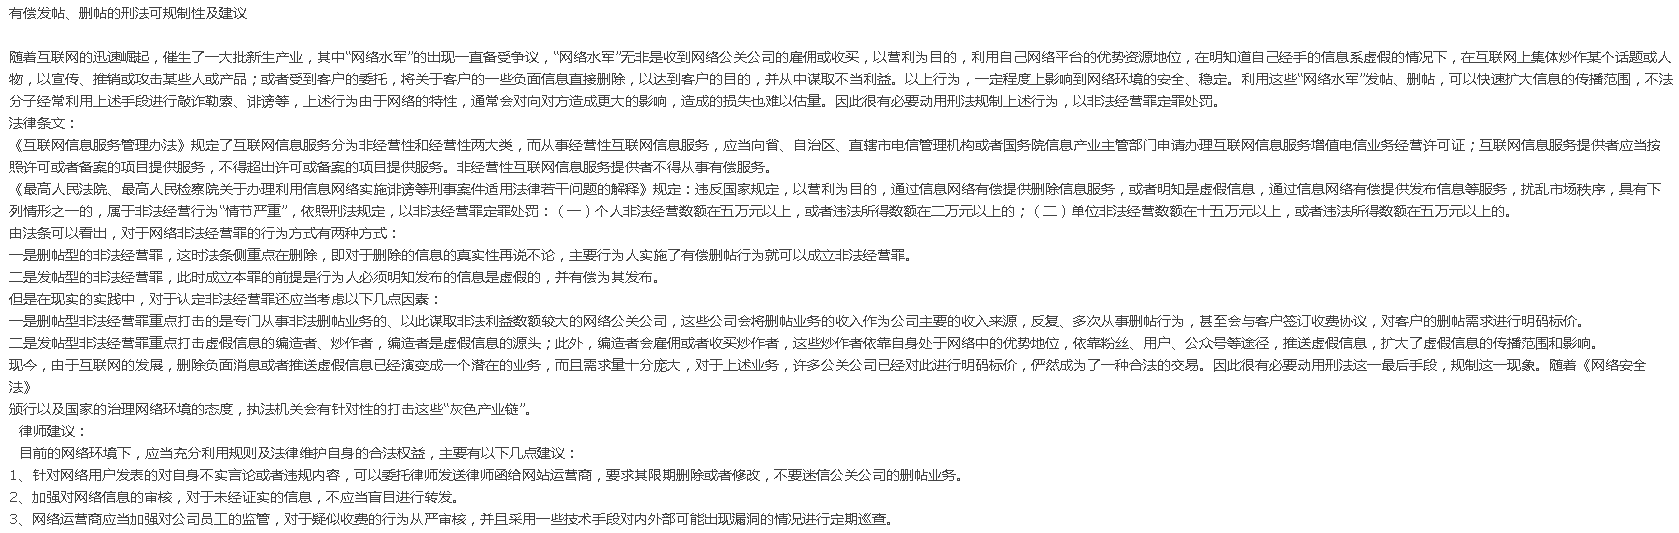 有偿发帖、删帖的刑法可规制性及建议
随着互联网的迅速崛起，催生了一大批新生产业，其中“网络水军”的出现一直备受争议，“网络水军”无非是收到网络公关公司的雇佣或收买，以营利为目的，利用自己网络平台的优势资源地位，在明知道自己经手的信息系虚假的情况下，在互联网上集体炒作某个话题或人
物，以宣传、推销或攻击某些人或产品；或者受到客户的委托，将关于客户的一些负面信息直接删除，以达到客户的目的，并从中谋取不当利益。以上行为，一定程度上影响到网络环境的安全、稳定。利用这些“网络水军”发帖、删帖，可以快速扩大信息的传播范围，不法
分子经常利用上述手段进行敲诈勒索、诽谤等，上述行为由于网络的特性，通常会对向对方造成更大的影响，造成的损失也难以估量。因此很有必要动用刑法规制上述行为，以非法经营罪定罪处罚。
法律条文：
《互联网信息服务管理办法》规定了互联网信息服务分为非经营性和经营性两大类，而从事经营性互联网信息服务，应当向省、自治区、直辖市电信管理机构或者国务院信息产业主管部门申请办理互联网信息服务增值电信业务经营许可证；互联网信息服务提供者应当按
照许可或者备案的项目提供服务，不得超出许可或备案的项目提供服务。非经营性互联网信息服务提供者不得从事有偿服务。
《最高人民法院、最高人民检察院关于办理利用信息网络实施诽谤等刑事案件适用法律若干问题的解释》规定：违反国家规定，以营利为目的，通过信息网络有偿提供删除信息服务，或者明知是虚假信息，通过信息网络有偿提供发布信息等服务，扰乱市场秩序，具有下
列情形之一的，属于非法经营行为“情节严重”，依照刑法规定，以非法经营罪定罪处罚：（一）个人非法经营数额在五万元以上，或者违法所得数额在二万元以上的；（二）单位非法经营数额在十五万元以上，或者违法所得数额在五万元以上的。
由法条可以看出，对于网络非法经营罪的行为方式有两种方式：
一是删帖型的非法经营罪，这时法条侧重点在删除，即对于删除的信息的真实性再说不论，主要行为人实施了有偿删帖行为就可以成立非法经营罪。
二是发帖型的非法经营罪，此时成立本罪的前提是行为人必须明知发布的信息是虚假的，并有偿为其发布。
但是在现实的实践中，对于认定非法经营罪还应当考虑以下几点因素：
一是删帖型非法经营罪重点打击的是专门从事非法删帖业务的、以此谋取非法利益数额较大的网络公关公司，这些公司会将删帖业务的收入作为公司主要的收入来源，反复、多次从事删帖行为，甚至会与客户签订收费协议，对客户的删帖需求进行明码标价。
二是发帖型非法经营罪重点打击虚假信息的编造者、炒作者，编造者是虚假信息的源头；此外，编造者会雇佣或者收买炒作者，这些炒作者依靠自身处于网络中的优势地位，依靠粉丝、用户、公众号等途径，推送虚假信息，扩大了虚假信息的传播范围和影响。
现今，由于互联网的发展，删除负面消息或者推送虚假信息已经演变成一个潜在的业务，而且需求量十分庞大，对于上述业务，许多公关公司已经对此进行明码标价，俨然成为了一种合法的交易。因此很有必要动用刑法这一最后手段，规制这一现象。随着《网络安全
法》
颁行以及国家的治理网络环境的态度，执法机关会有针对性的打击这些“灰色产业链”。
律师建议：
目前的网络环境下，应当充分利用规则及法律维护自身的合法权益，主要有以下几点建议：
1、针对网络用户发表的对自身不实言论或者违规内容，可以委托律师发送律师函给网站运营商，要求其限期删除或者修改，不要迷信公关公司的删帖业务。
2、加强对网络信息的审核，对于未经证实的信息，不应当盲目进行转发。
3、网络运营商应当加强对公司员工的监管，对于疑似收费的行为从严审核，并且采用一些技术手段对内外部可能出现漏洞的情况进行定期巡查。